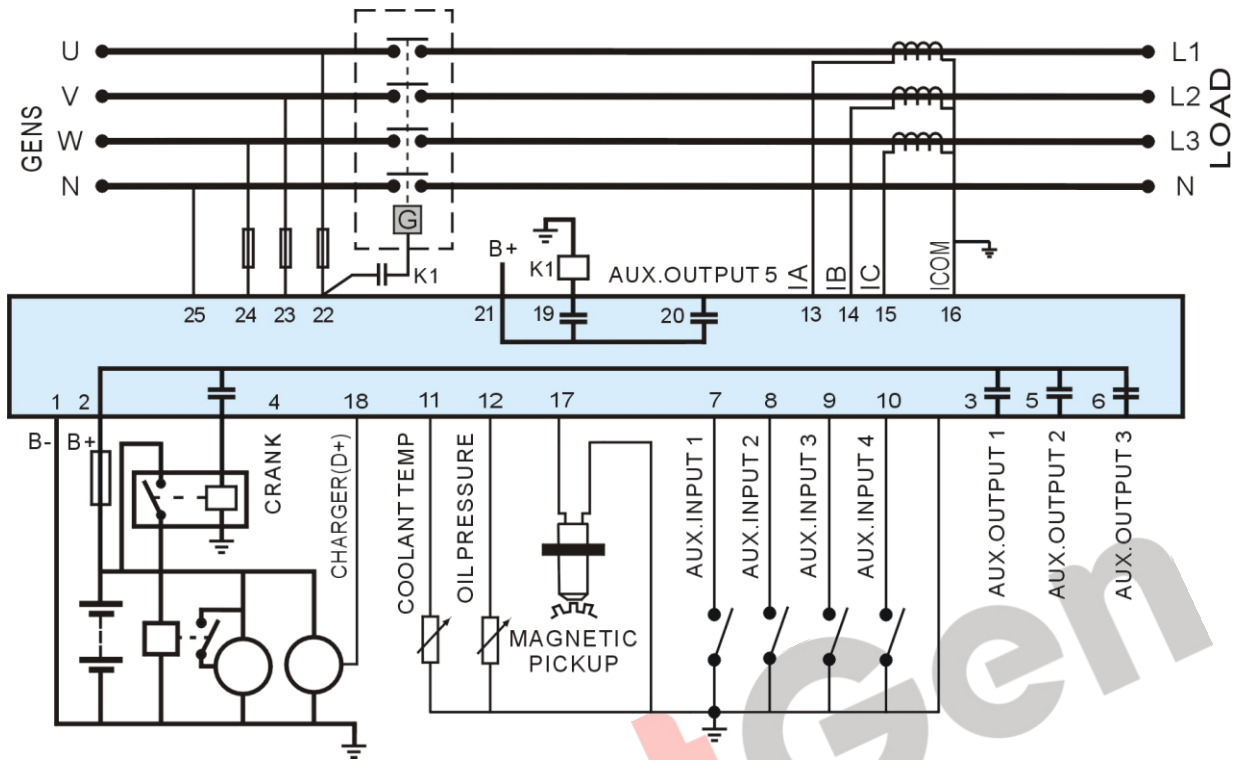 U
V
W
N
GENS
L1
L2
L3
N
LOAD
G
K1
B+
K1
AUX.OUTPUT 5
IA
IB
IC
ICOM
25 24 23 22 21 19 20 13 14 15 16
1 2 4 18 11 12 17 7 8 9 10 3 5 6
B-
B+
CRANK
CHARGER(D+)
COOLANT TEMP
OIL PRESSURE
MAGNETIC
PICKUP
AUX.INPUT 1
AUX.INPUT 2
AUX.INPUT 3
AUX.INPUT 4
AUX.OUTPUT 1
AUX.OUTPUT 2
AUX.OUTPUT 3
Gen